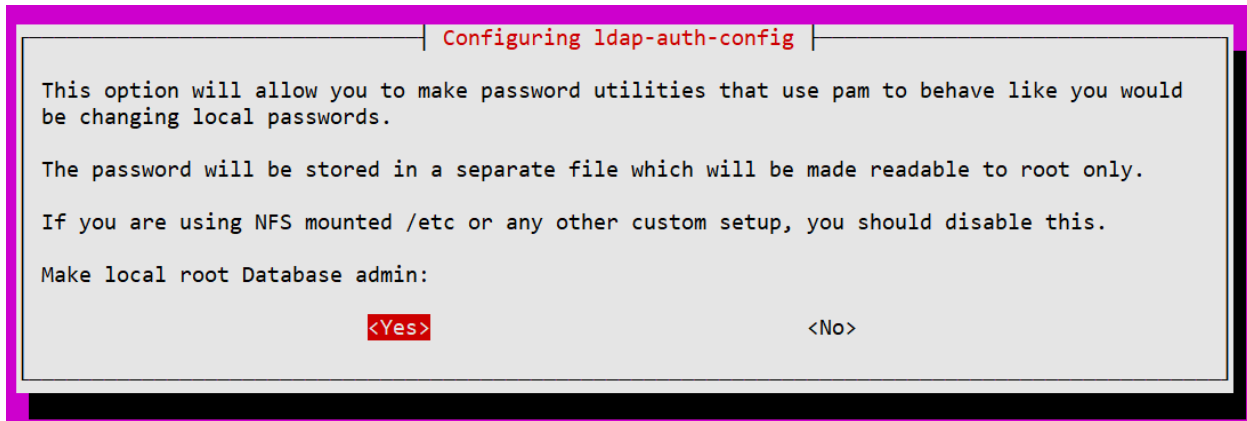 Configuring ldap-auth-config
This option will allow you to make password utilities that use pam to behave like you would
be changing local passwords.
The password will be stored in a separate file which will be made readable to root only.
If you are using NFS mounted /etc or any other custom setup, you should disable this.
Make local root Database admin:
<Yes> <No>